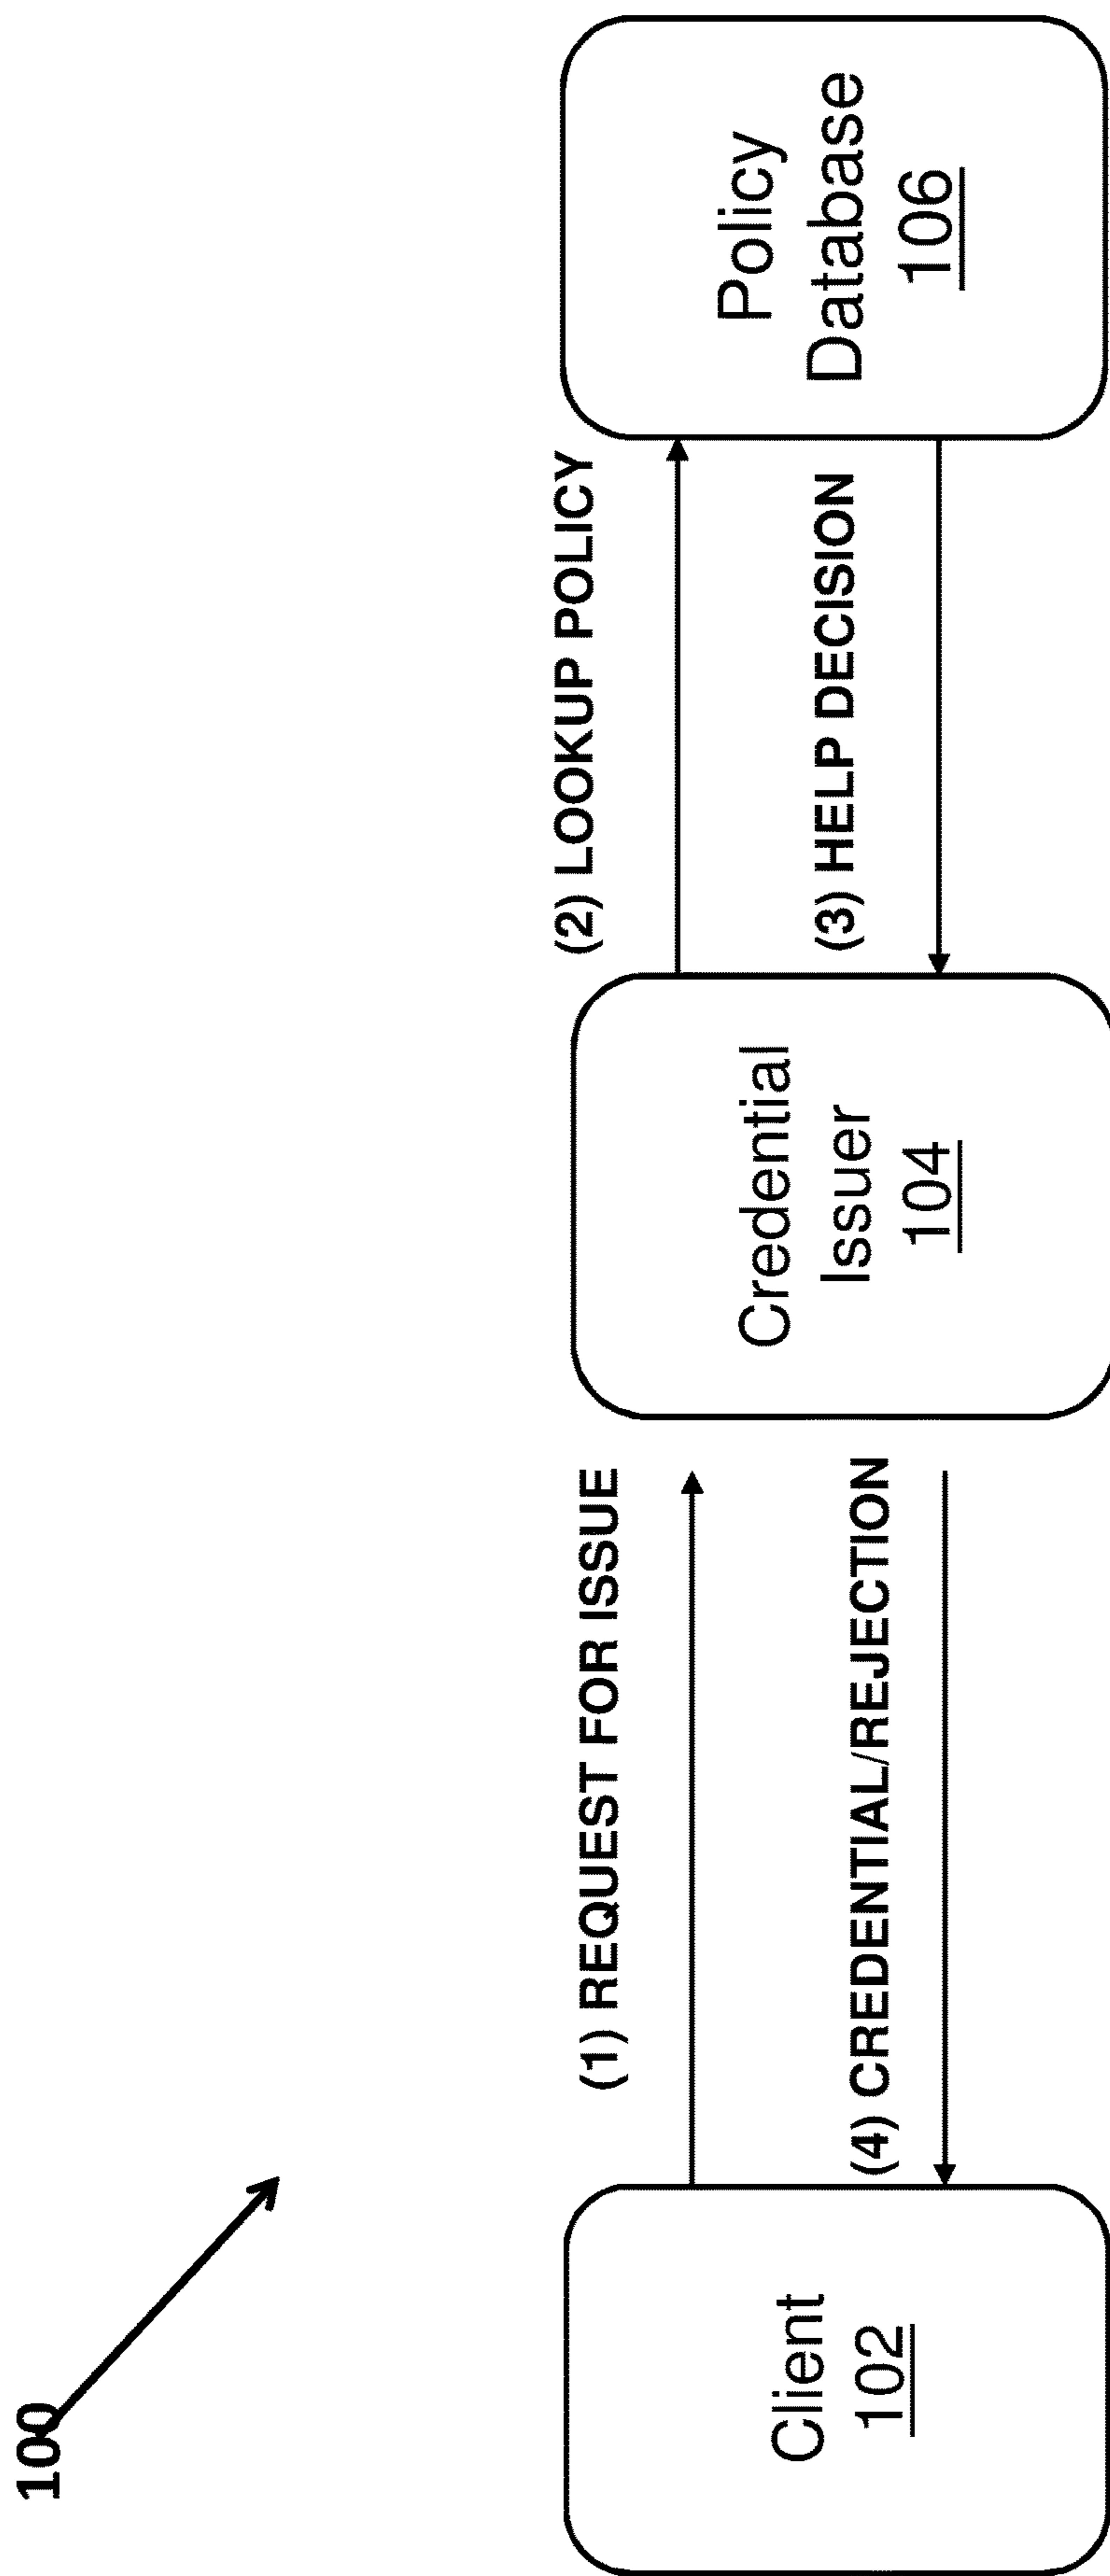 100
Client
102
(1) REQUEST FOR ISSUE
(4) CREDENTIAL/REJECTION
Credential
Issuer
104
(2) LOOKUP POLICY
(3) HELP DECISION
Policy
Database
106